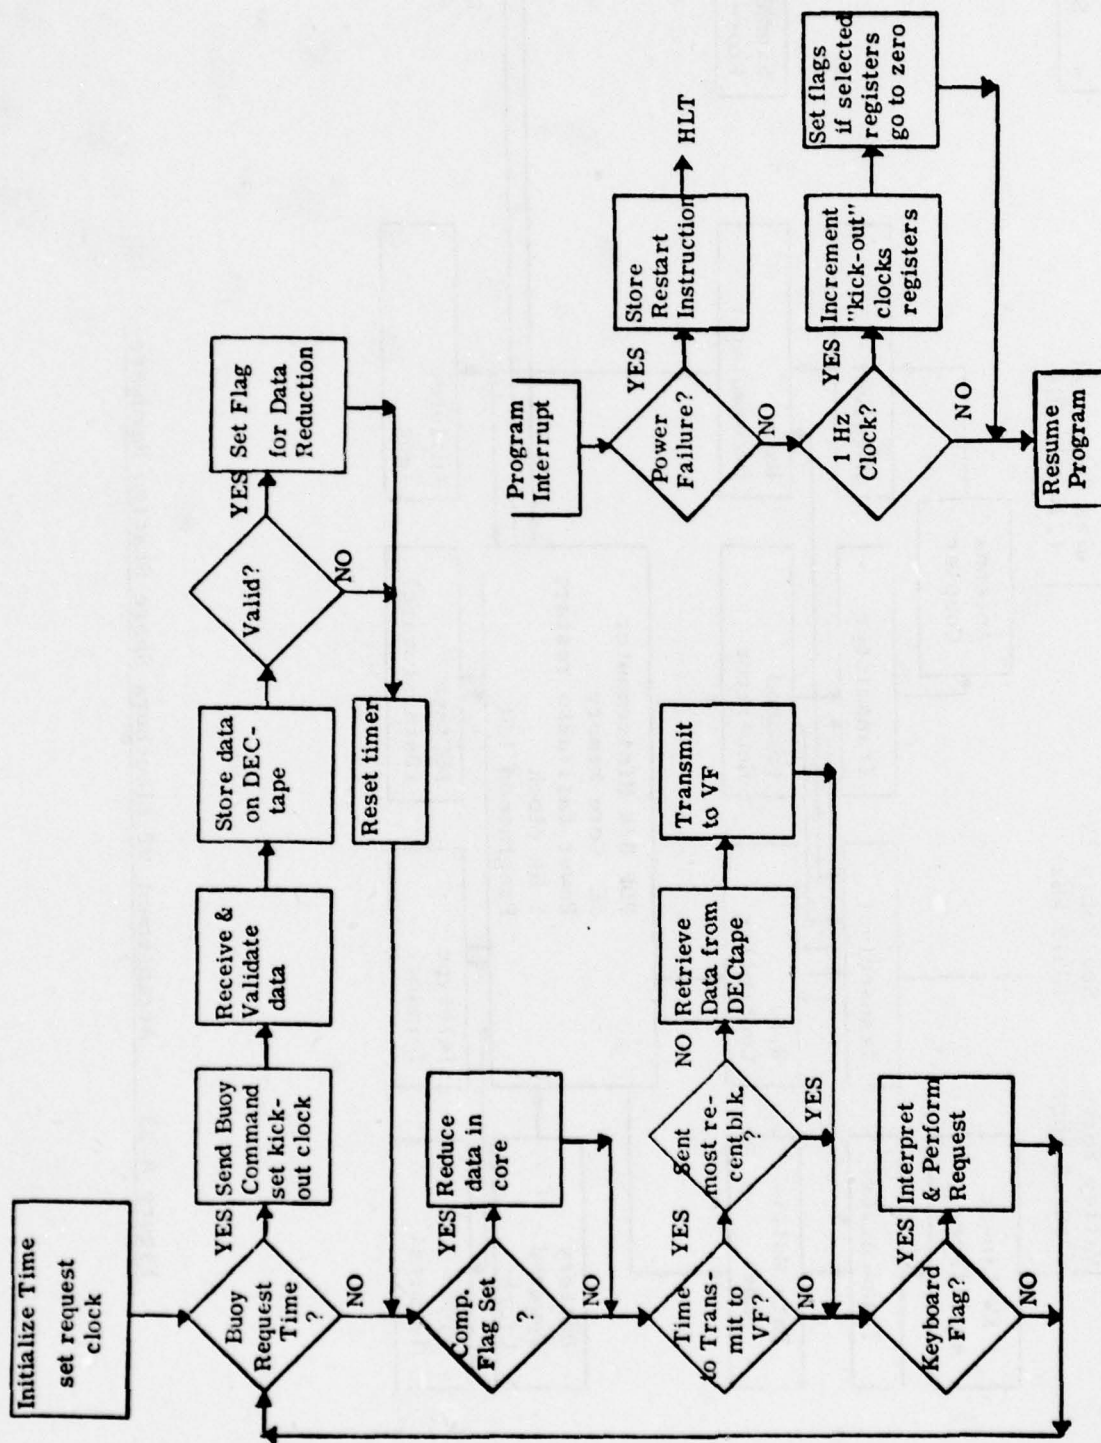 Initialize Time
set request
clock
Buoy
Request
Time
?
YES
NO
Send Buoy
Command
set kick-
out clock
Receive &
Validate
data
Store data
on DEC-
tape
Valid?
YES
NO
Set Flag
for Data
Reduction
Reset timer
Comp.
Flag Set
?
YES
NO
Reduce
data in
core
Time
to Trans-
mit to
VF?
YES
NO
Sent
most re-
cent blk.
?
NO
YES
Retrieve
Data from
DECtape
Transmit
to VF
Keyboard
Flag?
YES
NO
Interpret
& Perform
Request
Program
Interrupt
Power
Failure?
YES
NO
Store
Restart
Instruction
HLT
1 Hz
Clock?
YES
NO
Increment
"kick-out"
clocks
registers
Set flags
if selected
registers
go to zero
Resume
Program